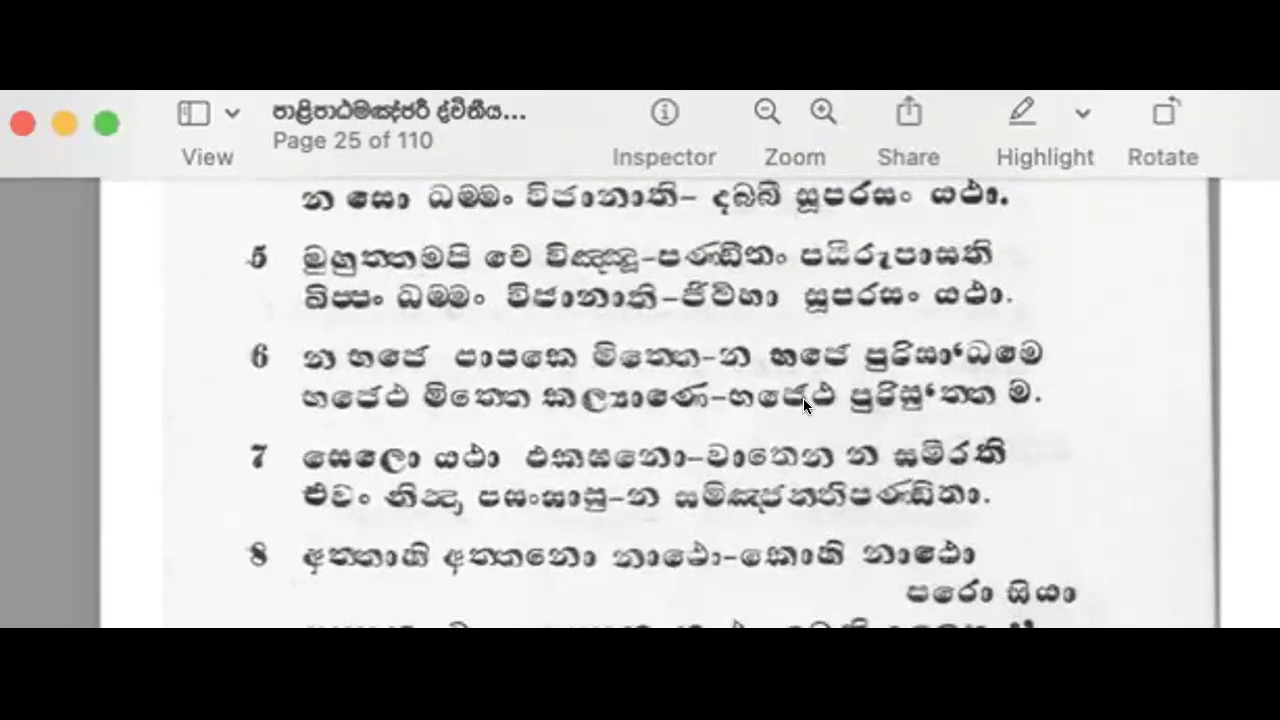 පාළිපාඨමඤ්ජරී ද්විතීය...
Page 25 of 110
View
Inspector
Zoom
Share
Highlight
Rotate
න සො ධම්මං විජානාති- දබ්බි සූපරසං යථා.
5 මුහුත්තමපි චෙ විඤ්ඤූ-පණ්ඩිතං පයිරුපාසති
ඛිප්පං ධම්මං විජානාති-ජිව්හා සූපරසං යථා.
6 න භජෙ පාපකෙ මිත්තෙ-න භජෙ පුරිසා‘ධමෙ
භජෙථ මිත්තෙ කල්‍යාණෙ-භජෙථ පුරිසු‘ත්ත මෙ.
7 සෙලො යථා එකඝනො-වාතෙන න සමීරති
එවං නින්‍දා පසංසාසු-න සමිඤ්ජන්තිපණ්ඩිතා.
8 අත්තාහි අත්තනො නාථො-කොහි නාථො
පරො සියා